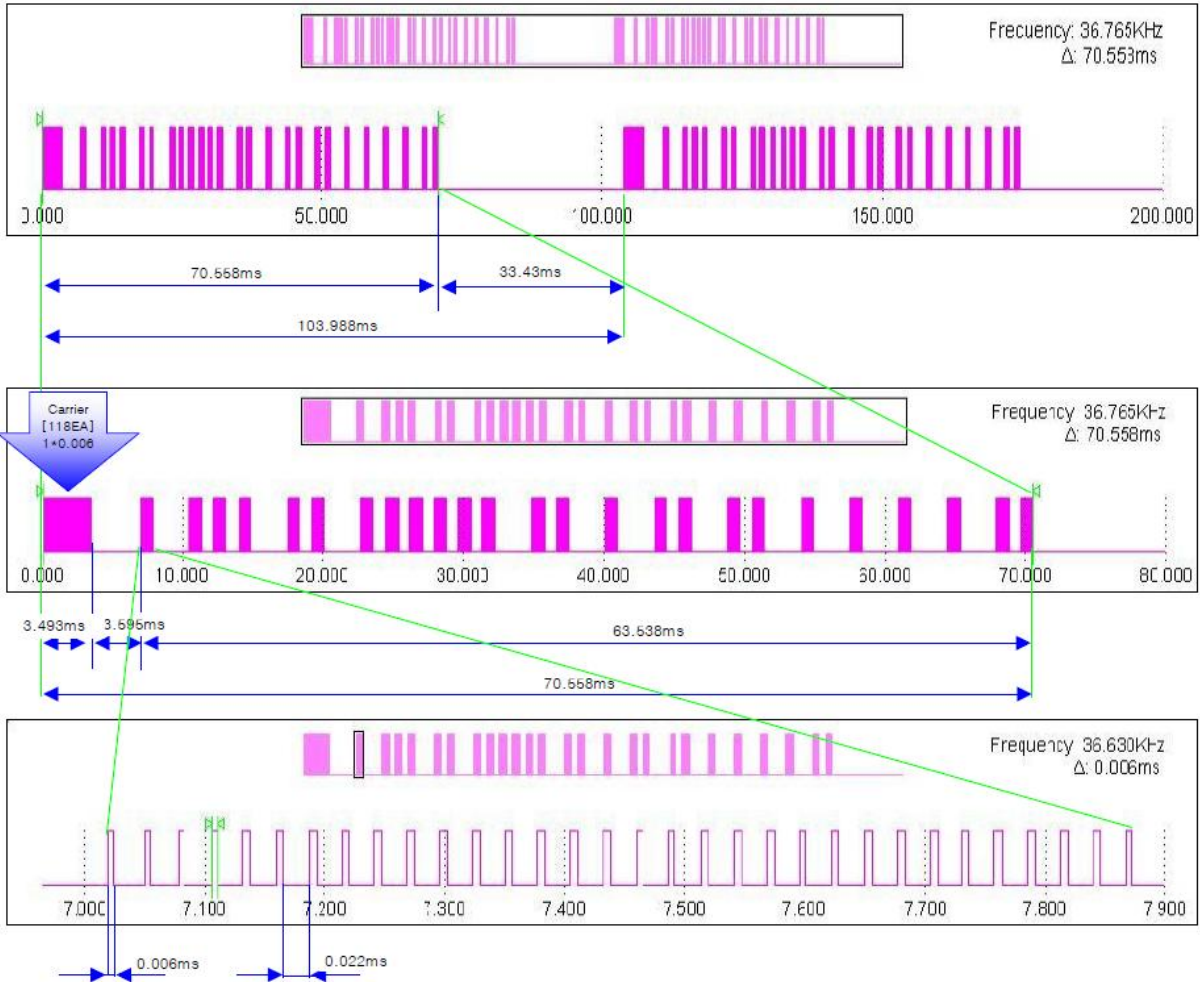 Frecuency: 36.765KHz
Δ: 70.558ms
0.000 50.000 100.000 150.000 200.000
70.558ms
33.43ms
103.988ms
Carrier
[118EA]
1*0.006
Frequency 36.765KHz
Δ: 70.558ms
0.000 10.000 20.000 30.000 40.000 50.000 60.000 70.000 80.000
3.493ms 3.595ms 63.538ms
70.558ms
Frequency 36.630KHz
Δ: 0.006ms
7.000 7.100 7.200 7.300 7.400 7.500 7.600 7.700 7.800 7.900
0.006ms 0.022ms